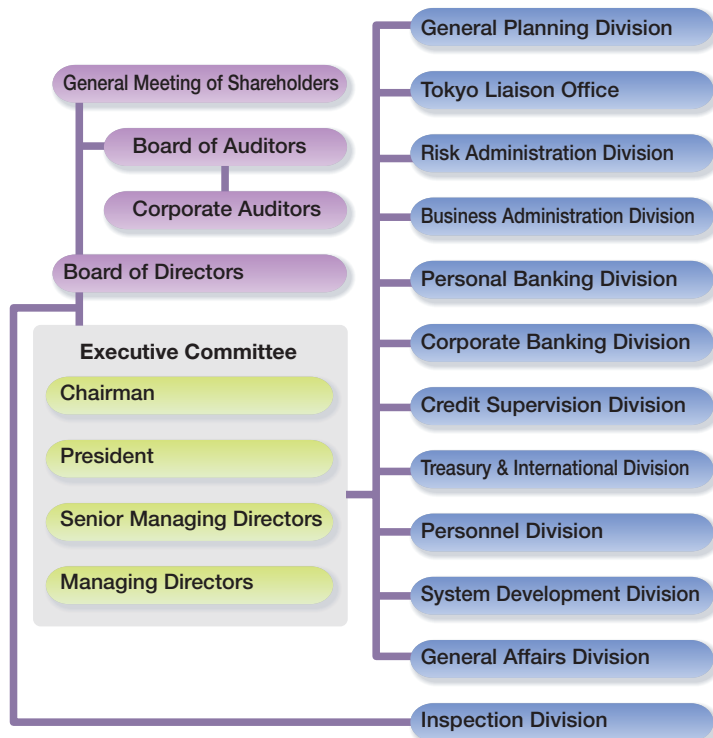 General Meeting of Shareholders
Board of Auditors
Corporate Auditors
Board of Directors
Executive Committee
Chairman
President
Senior Managing Directors
Managing Directors
General Planning Division
Tokyo Liaison Office
Risk Administration Division
Business Administration Division
Personal Banking Division
Corporate Banking Division
Credit Supervision Division
Treasury & International Division
Personnel Division
System Development Division
General Affairs Division
Inspection Division